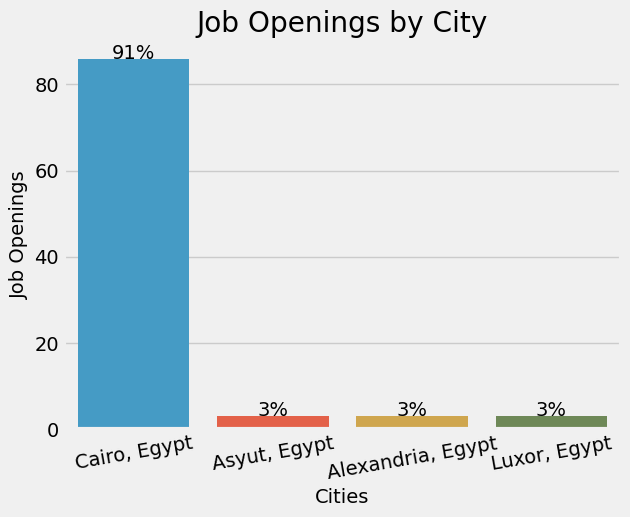 Job Openings by City
91%
80
60
Job Openings
40
20
3% 3% 3%
0
Cairo, Egypt Asyut, Egypt Alexandria, Egypt Luxor, Egypt
Cities